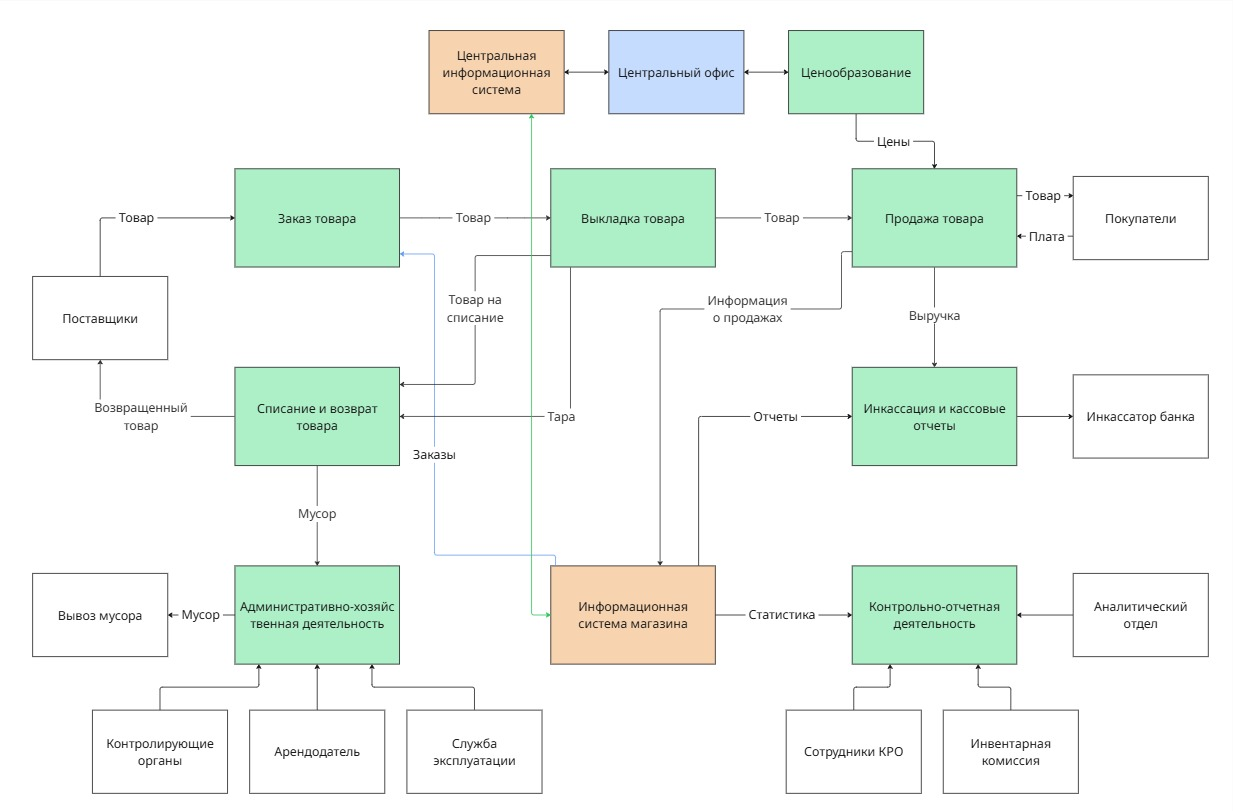 Центральная
информационная
система
Центральный офис
Ценообразование
Цены
Товар
Заказ товара
Товар
Выкладка товара
Товар
Продажа товара
Товар
Плата
Покупатели
Поставщики
Товар на
списание
Информация
о продажах
Выручка
Возвращенный
товар
Списание и возврат
товара
Тара
Заказы
Отчеты
Инкассация и кассовые
отчеты
Инкассатор банка
Мусор
Вывоз мусора
Мусор
Административно-хозяйс
твенная деятельность
Информационная
система магазина
Статистика
Контрольно-отчетная
деятельность
Аналитический
отдел
Контролирующие
органы
Арендодатель
Служба
эксплуатации
Сотрудники КРО
Инвентарная
комиссия